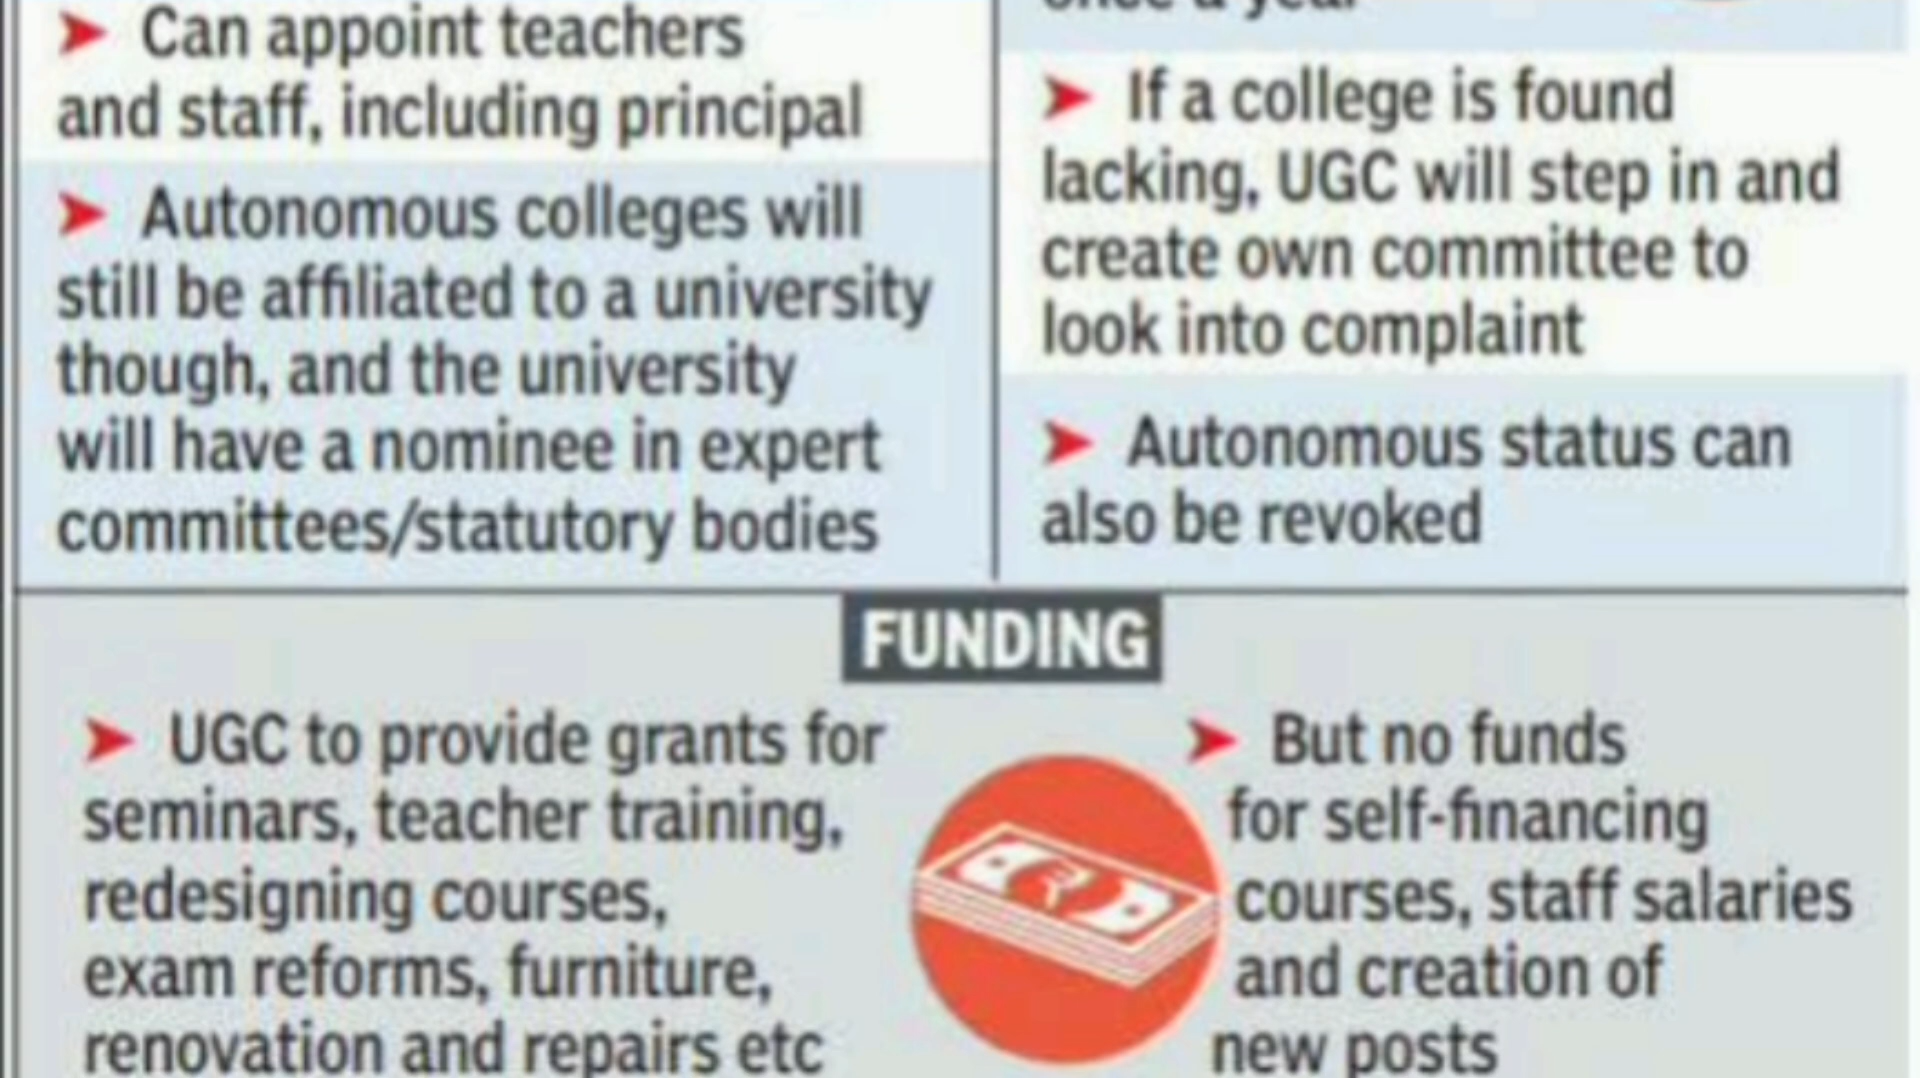 ➤ Can appoint teachers
and staff, including principal
➤ Autonomous colleges will
still be affiliated to a university
though, and the university
will have a nominee in expert
committees/statutory bodies
once a year
➤ If a college is found
lacking, UGC will step in and
create own committee to
look into complaint
➤ Autonomous status can
also be revoked
FUNDING
➤ UGC to provide grants for
seminars, teacher training,
redesigning courses,
exam reforms, furniture,
renovation and repairs etc
➤ But no funds
for self-financing
courses, staff salaries
and creation of
new posts